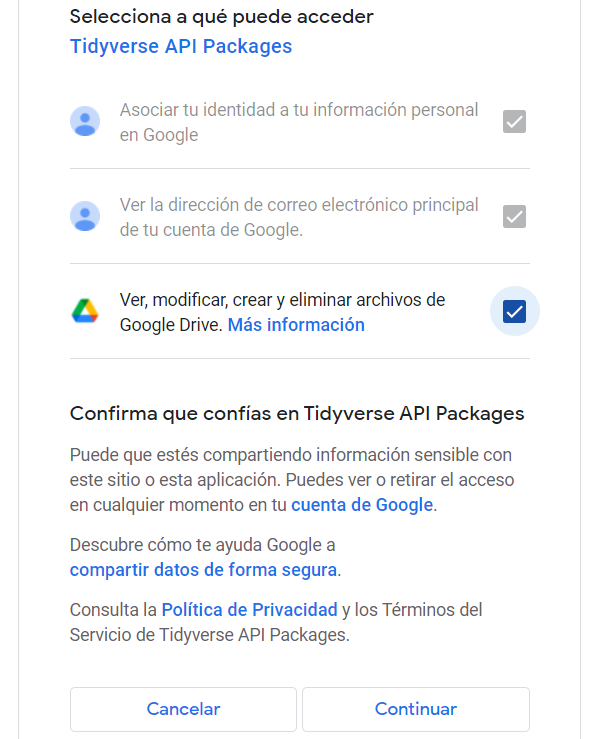 Selecciona a qué puede acceder
Tidyverse API Packages
Asociar tu identidad a tu información personal
en Google
Ver la dirección de correo electrónico principal
de tu cuenta de Google.
Ver, modificar, crear y eliminar archivos de
Google Drive. Más información
Confirma que confías en Tidyverse API Packages
Puede que estés compartiendo información sensible con
este sitio o esta aplicación. Puedes ver o retirar el acceso
en cualquier momento en tu cuenta de Google.
Descubre cómo te ayuda Google a
compartir datos de forma segura.
Consulta la Política de Privacidad y los Términos del
Servicio de Tidyverse API Packages.
Cancelar
Continuar